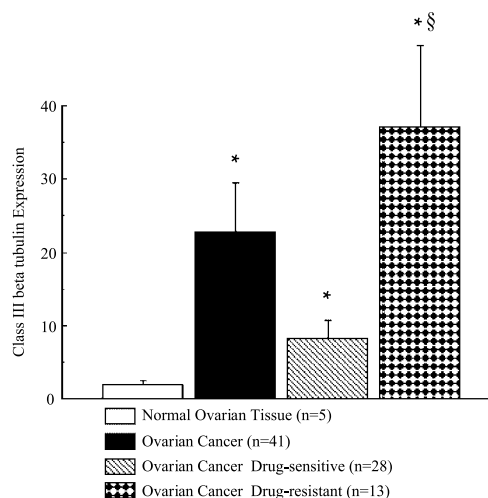 * §
40
*
30
20
*
10
0
Class III beta tubulin Expression
Normal Ovarian Tissue (n=5)
Ovarian Cancer (n=41)
Ovarian Cancer Drug-sensitive (n=28)
Ovarian Cancer Drug-resistant (n=13)